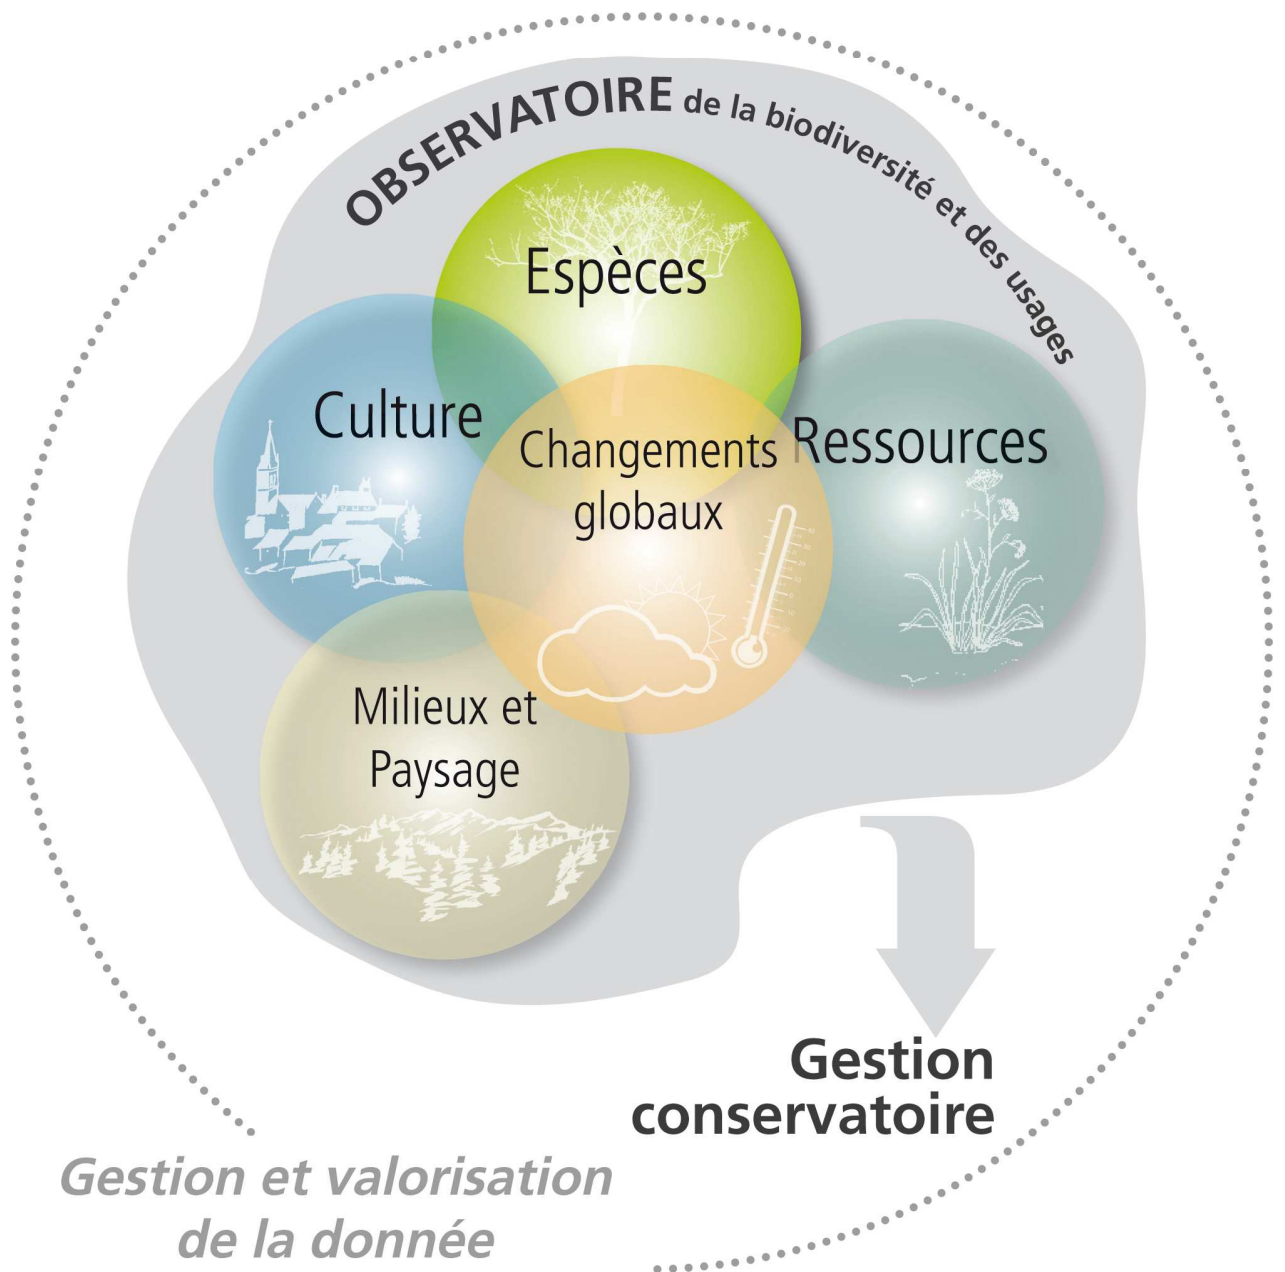 OBSERVATOIRE de la biodiversité et des usages
Espèces
Culture
Changements
globaux
Ressources
Milieux et
Paysage
Gestion
conservatoire
Gestion et valorisation
de la donnée